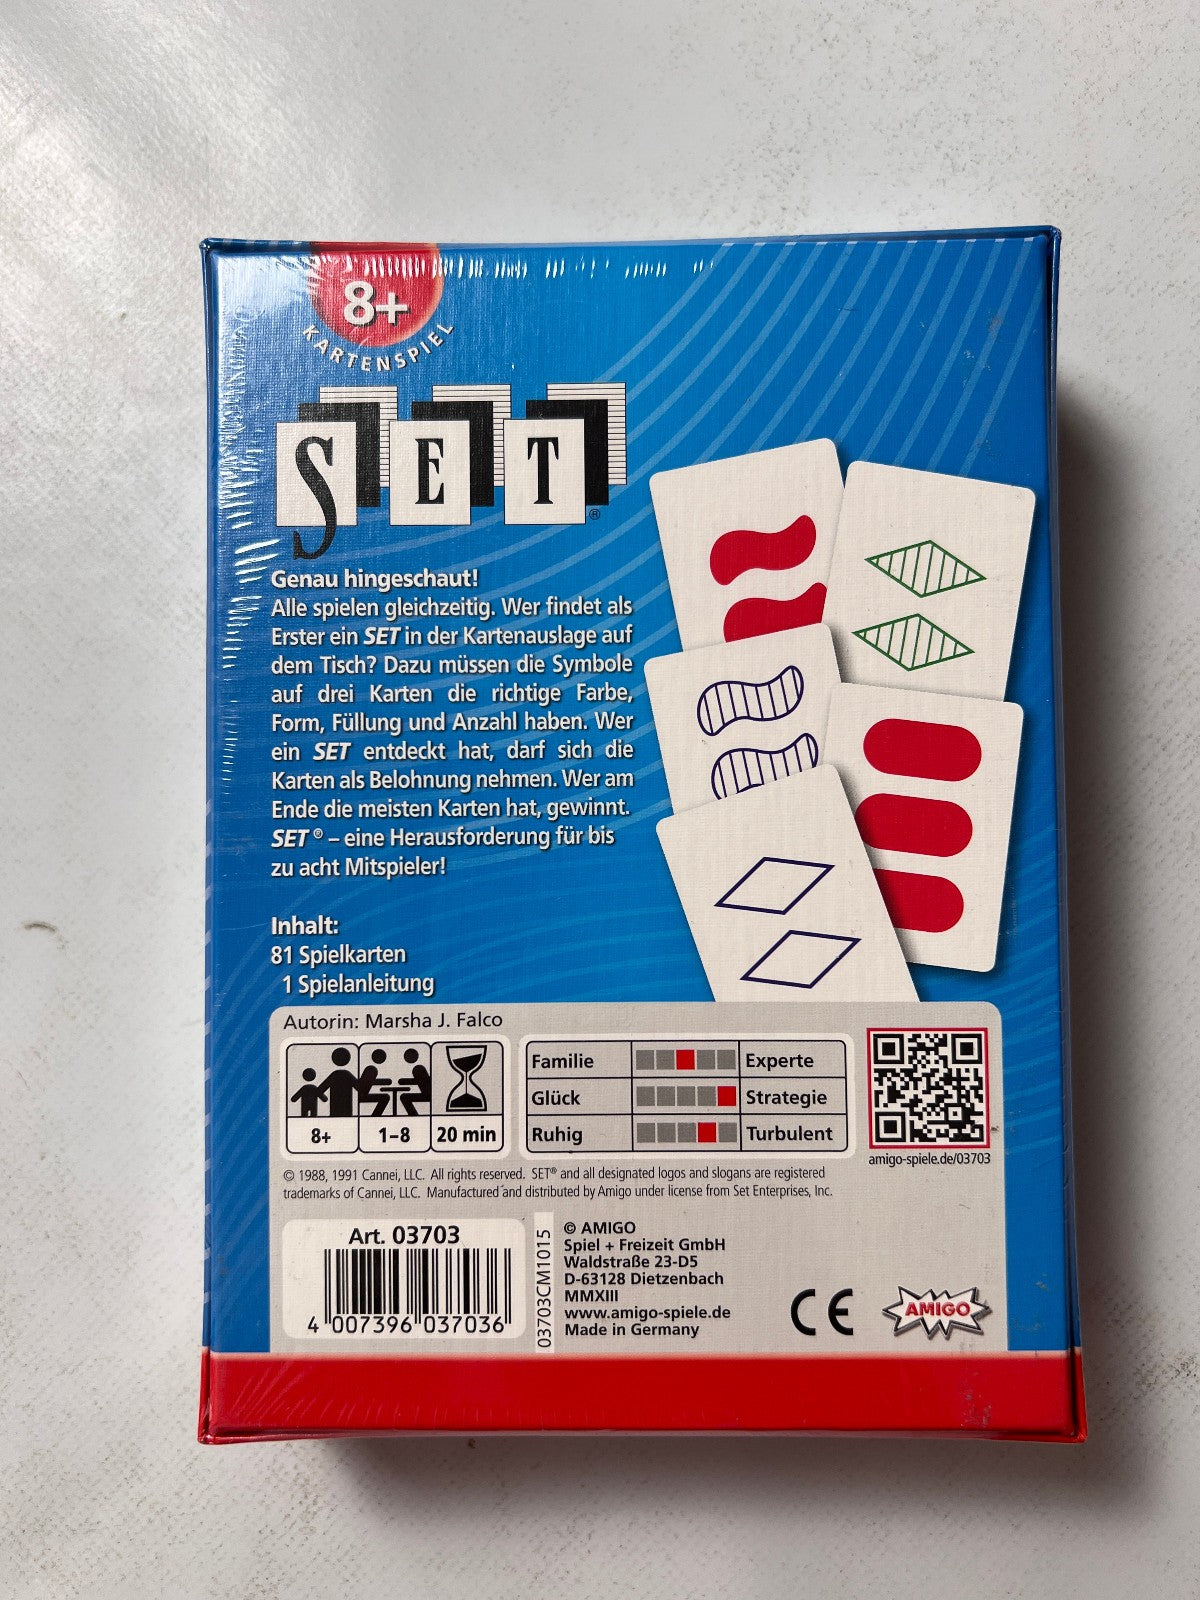 8+
KARTENSPIEL
SET®
Genau hingeschaut!
Alle spielen gleichzeitig. Wer findet als
Erster ein SET in der Kartenauslage auf
dem Tisch? Dazu müssen die Symbole
auf drei Karten die richtige Farbe,
Form, Füllung und Anzahl haben. Wer
ein SET entdeckt hat, darf sich die
Karten als Belohnung nehmen. Wer am
Ende die meisten Karten hat, gewinnt.
SET® – eine Herausforderung für bis
zu acht Mitspieler!
Inhalt:
81 Spielkarten
1 Spielanleitung
Autorin: Marsha J. Falco
8+ 1–8 20 min
Familie Experte
Glück Strategie
Ruhig Turbulent
amigo-spiele.de/03703
© 1988, 1991 Cannei, LLC. All rights reserved. SET® and all designated logos and slogans are registered
trademarks of Cannei, LLC. Manufactured and distributed by Amigo under license from Set Enterprises, Inc.
Art. 03703
4 007396 037036
03703CM1015
© AMIGO
Spiel + Freizeit GmbH
Waldstraße 23-D5
D-63128 Dietzenbach
MMXIII
www.amigo-spiele.de
Made in Germany
CE
AMIGO